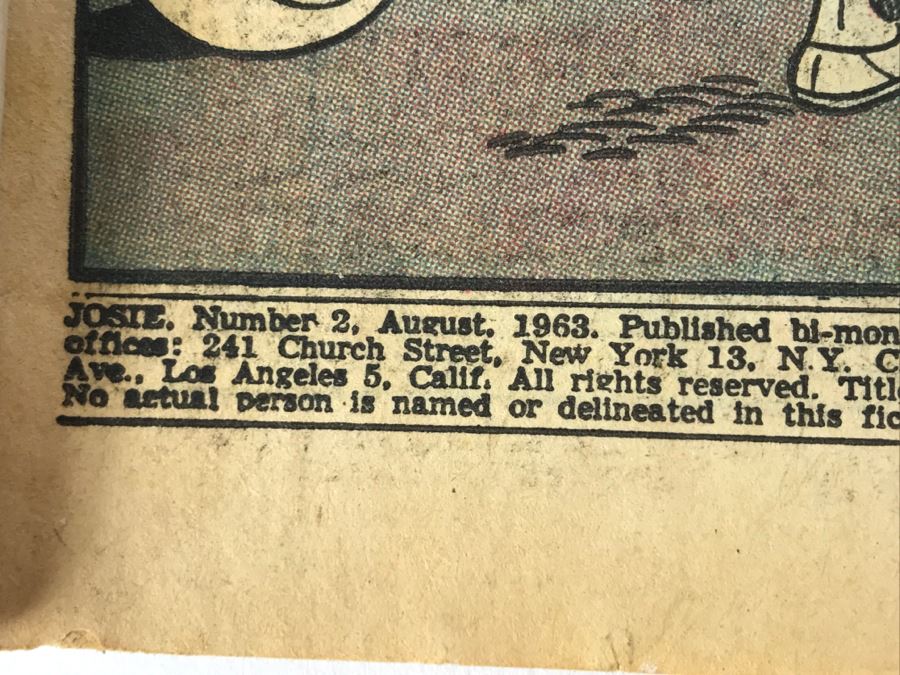 JOSIE. Number 2, August, 1963. Published bi-mon
offices: 241 Church Street, New York 13, N.Y. C
Ave., Los Angeles 5, Calif. All rights reserved. Titl
No actual person is named or delineated in this fic